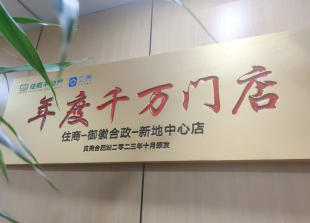 住商不动产
年度千万门店
住商-御徽合政-新地中心店
贝商合肥站二零二三年十月颁发